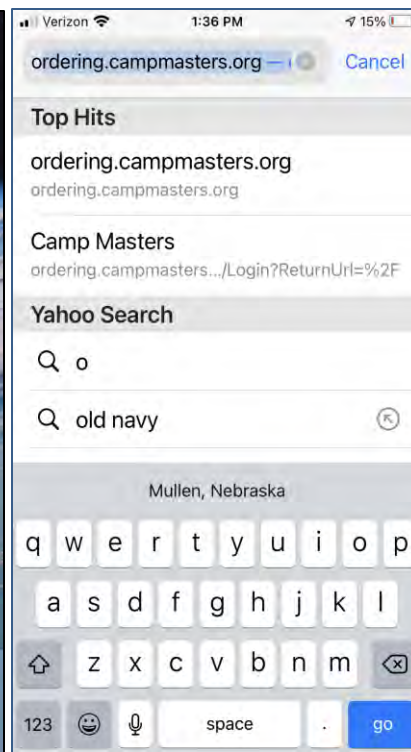 Verizon 1:36 PM 15%
ordering.campmasters.org — Cancel
Top Hits
ordering.campmasters.org
ordering.campmasters.org
Camp Masters
ordering.campmasters.../Login?ReturnUrl=%2F
Yahoo Search
o
old navy
Mullen, Nebraska
q w e r t y u i o p
a s d f g h j k l
z x c v b n m
123 space . go